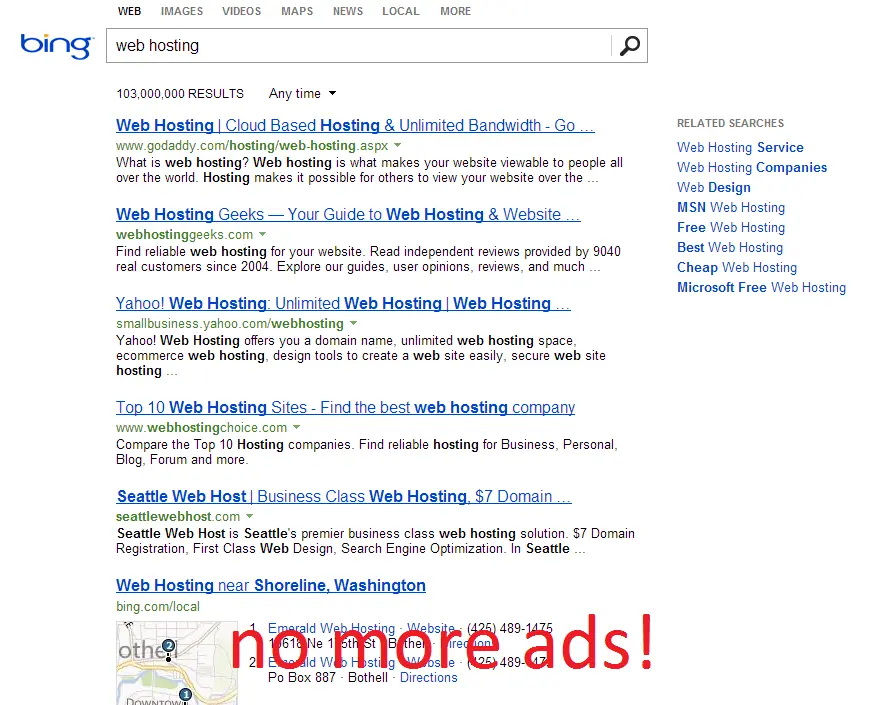 WEB IMAGES VIDEOS MAPS NEWS LOCAL MORE
bing
web hosting
103,000,000 RESULTS Any time
Web Hosting | Cloud Based Hosting & Unlimited Bandwidth - Go ...
www.godaddy.com/hosting/web-hosting.aspx
What is web hosting? Web hosting is what makes your website viewable to people all
over the world. Hosting makes it possible for others to view your website over the ...
Web Hosting Geeks — Your Guide to Web Hosting & Website ...
webhostinggeeks.com
Find reliable web hosting for your website. Read independent reviews provided by 9040
real customers since 2004. Explore our guides, user opinions, reviews, and much ...
Yahoo! Web Hosting: Unlimited Web Hosting | Web Hosting ...
smallbusiness.yahoo.com/webhosting
Yahoo! Web Hosting offers you a domain name, unlimited web hosting space,
ecommerce web hosting, design tools to create a web site easily, secure web site
hosting ...
Top 10 Web Hosting Sites - Find the best web hosting company
www.webhostingchoice.com
Compare the Top 10 Hosting companies. Find reliable hosting for Business, Personal,
Blog, Forum and more.
Seattle Web Host | Business Class Web Hosting, $7 Domain ...
seattlewebhost.com
Seattle Web Host is Seattle's premier business class web hosting solution. $7 Domain
Registration, First Class Web Design, Search Engine Optimization. In Seattle ...
Web Hosting near Shoreline, Washington
bing.com/local
1 Emerald Web Hosting · Website · (425) 489-1475
Ne St · Bothell · Directions
2 Emerald Web Hosting · Website · (425)
Po Box 887 · Bothell · Directions
othel
2
1
DOWNTOWN
no more ads!
RELATED SEARCHES
Web Hosting Service
Web Hosting Companies
Web Design
MSN Web Hosting
Free Web Hosting
Best Web Hosting
Cheap Web Hosting
Microsoft Free Web Hosting